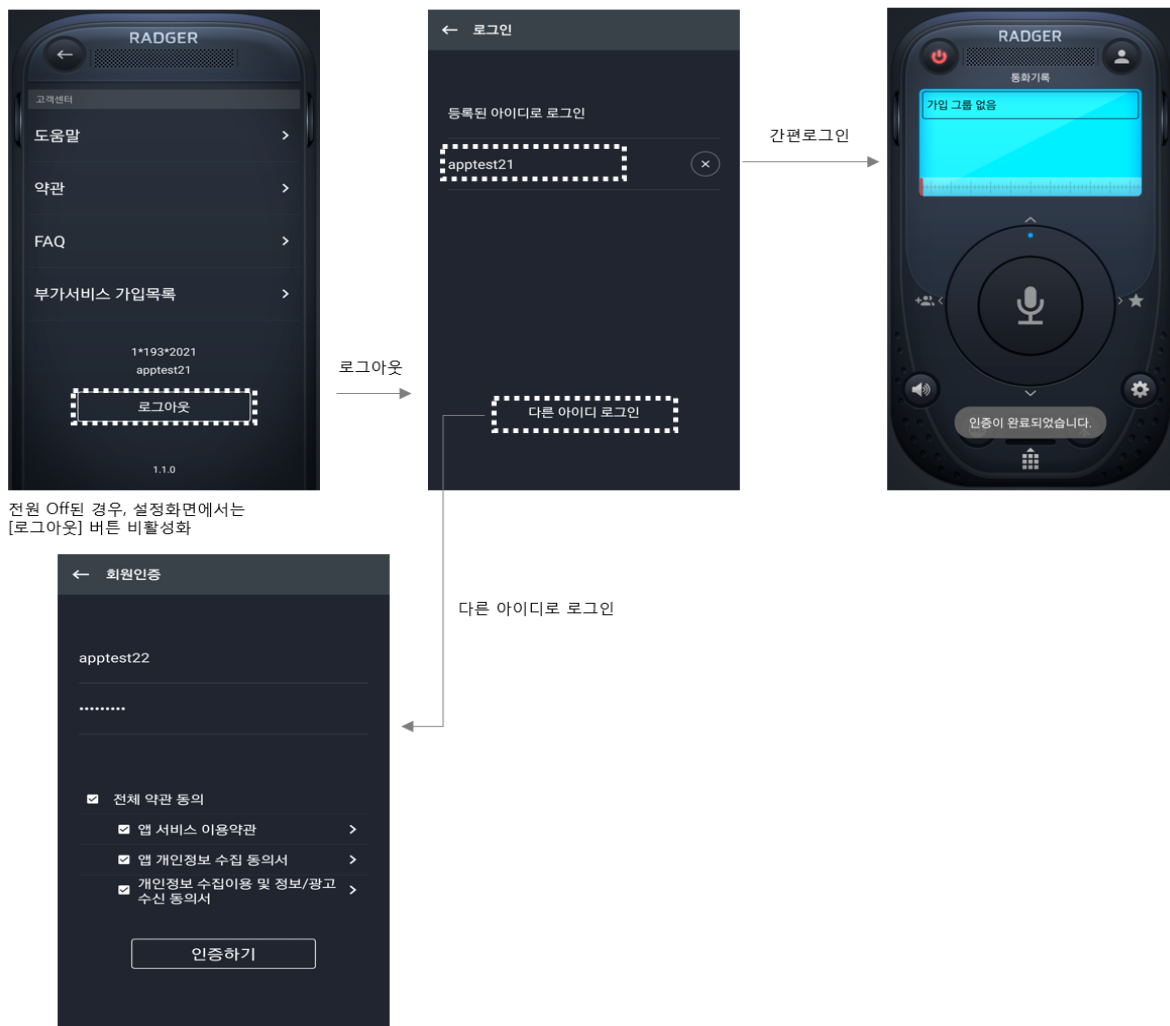 RADGER
고객센터
도움말
약관
FAQ
부가서비스 가입목록
1*193*2021
apptest21
로그아웃
1.1.0
전원 Off된 경우, 설정화면에서는
[로그아웃] 버튼 비활성화
로그아웃
로그인
등록된 아이디로 로그인
apptest21
다른 아이디 로그인
간편로그인
RADGER
통화기록
가입 그룹 없음
인증이 완료되었습니다.
다른 아이디로 로그인
회원인증
apptest22
•••••••••
전체 약관 동의
앱 서비스 이용약관
앱 개인정보 수집 동의서
개인정보 수집이용 및 정보/광고
수신 동의서
인증하기